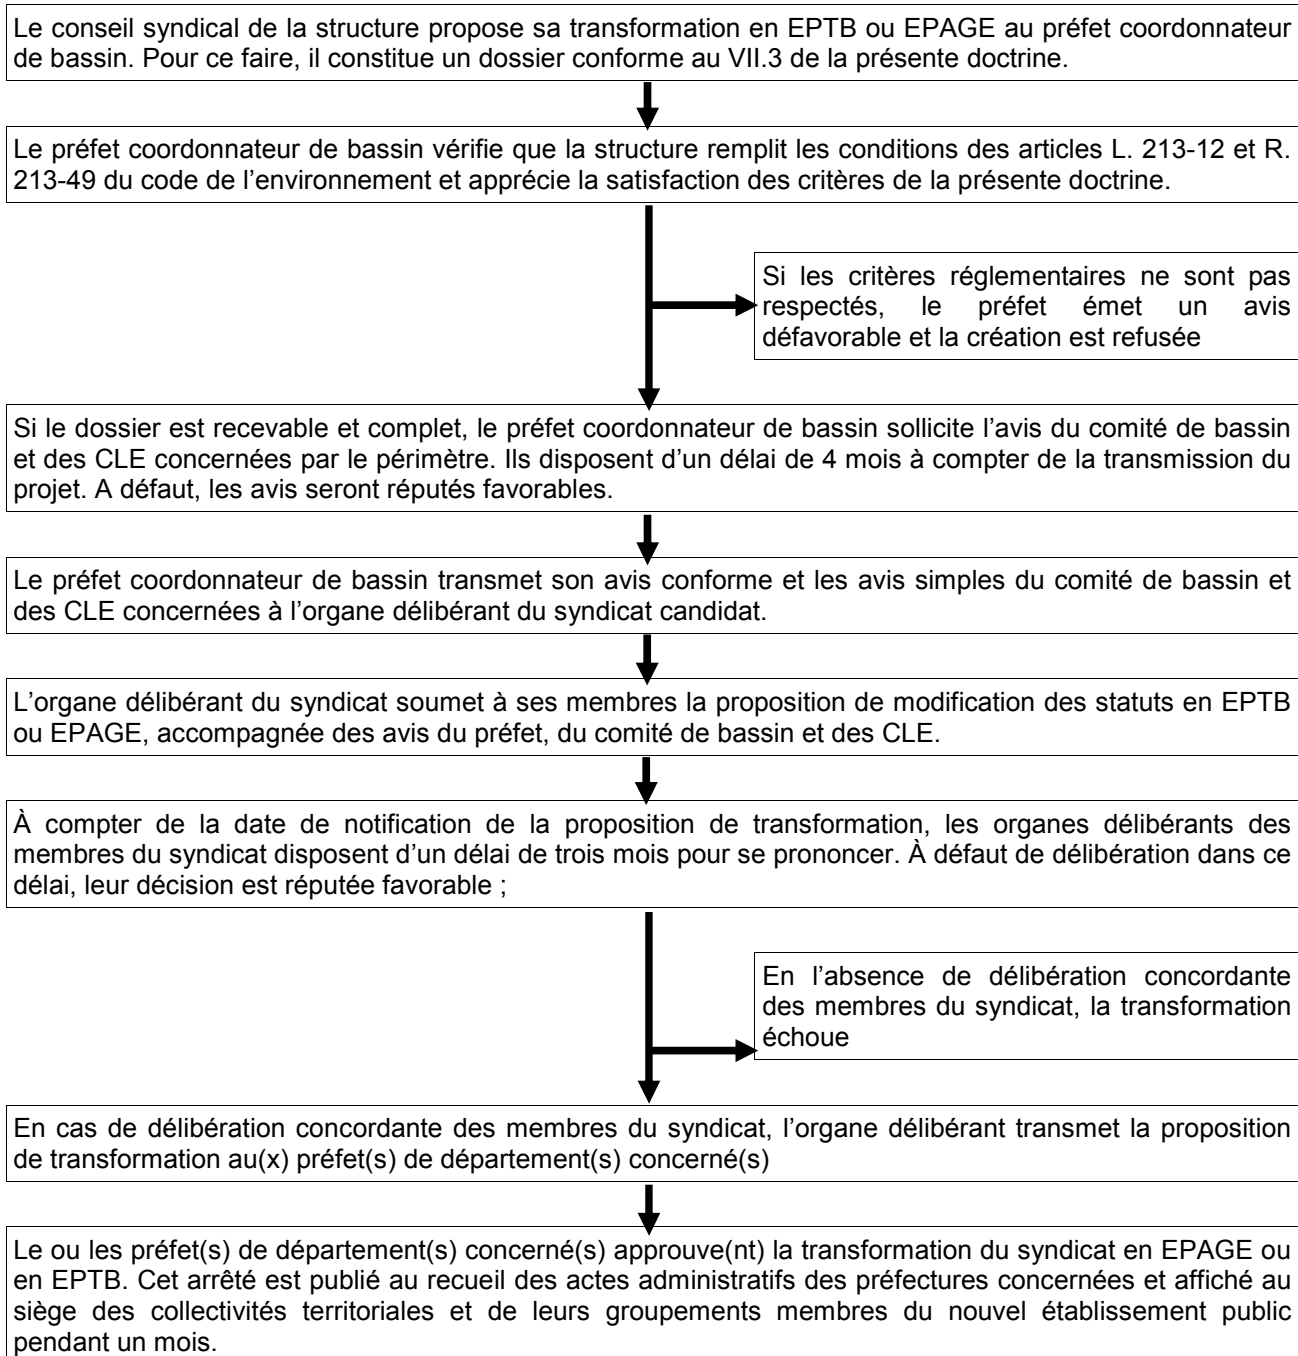 Le conseil syndical de la structure propose sa transformation en EPTB ou EPAGE au préfet coordonnateur
de bassin. Pour ce faire, il constitue un dossier conforme au VII.3 de la présente doctrine.
Le préfet coordonnateur de bassin vérifie que la structure remplit les conditions des articles L. 213-12 et R.
213-49 du code de l’environnement et apprécie la satisfaction des critères de la présente doctrine.
Si les critères réglementaires ne sont pas
respectés, le préfet émet un avis
défavorable et la création est refusée
Si le dossier est recevable et complet, le préfet coordonnateur de bassin sollicite l’avis du comité de bassin
et des CLE concernées par le périmètre. Ils disposent d’un délai de 4 mois à compter de la transmission du
projet. A défaut, les avis seront réputés favorables.
Le préfet coordonnateur de bassin transmet son avis conforme et les avis simples du comité de bassin et
des CLE concernées à l’organe délibérant du syndicat candidat.
L’organe délibérant du syndicat soumet à ses membres la proposition de modification des statuts en EPTB
ou EPAGE, accompagnée des avis du préfet, du comité de bassin et des CLE.
À compter de la date de notification de la proposition de transformation, les organes délibérants des
membres du syndicat disposent d’un délai de trois mois pour se prononcer. À défaut de délibération dans ce
délai, leur décision est réputée favorable ;
En l’absence de délibération concordante
des membres du syndicat, la transformation
échoue
En cas de délibération concordante des membres du syndicat, l’organe délibérant transmet la proposition
de transformation au(x) préfet(s) de département(s) concerné(s)
Le ou les préfet(s) de département(s) concerné(s) approuve(nt) la transformation du syndicat en EPAGE ou
en EPTB. Cet arrêté est publié au recueil des actes administratifs des préfectures concernées et affiché au
siège des collectivités territoriales et de leurs groupements membres du nouvel établissement public
pendant un mois.